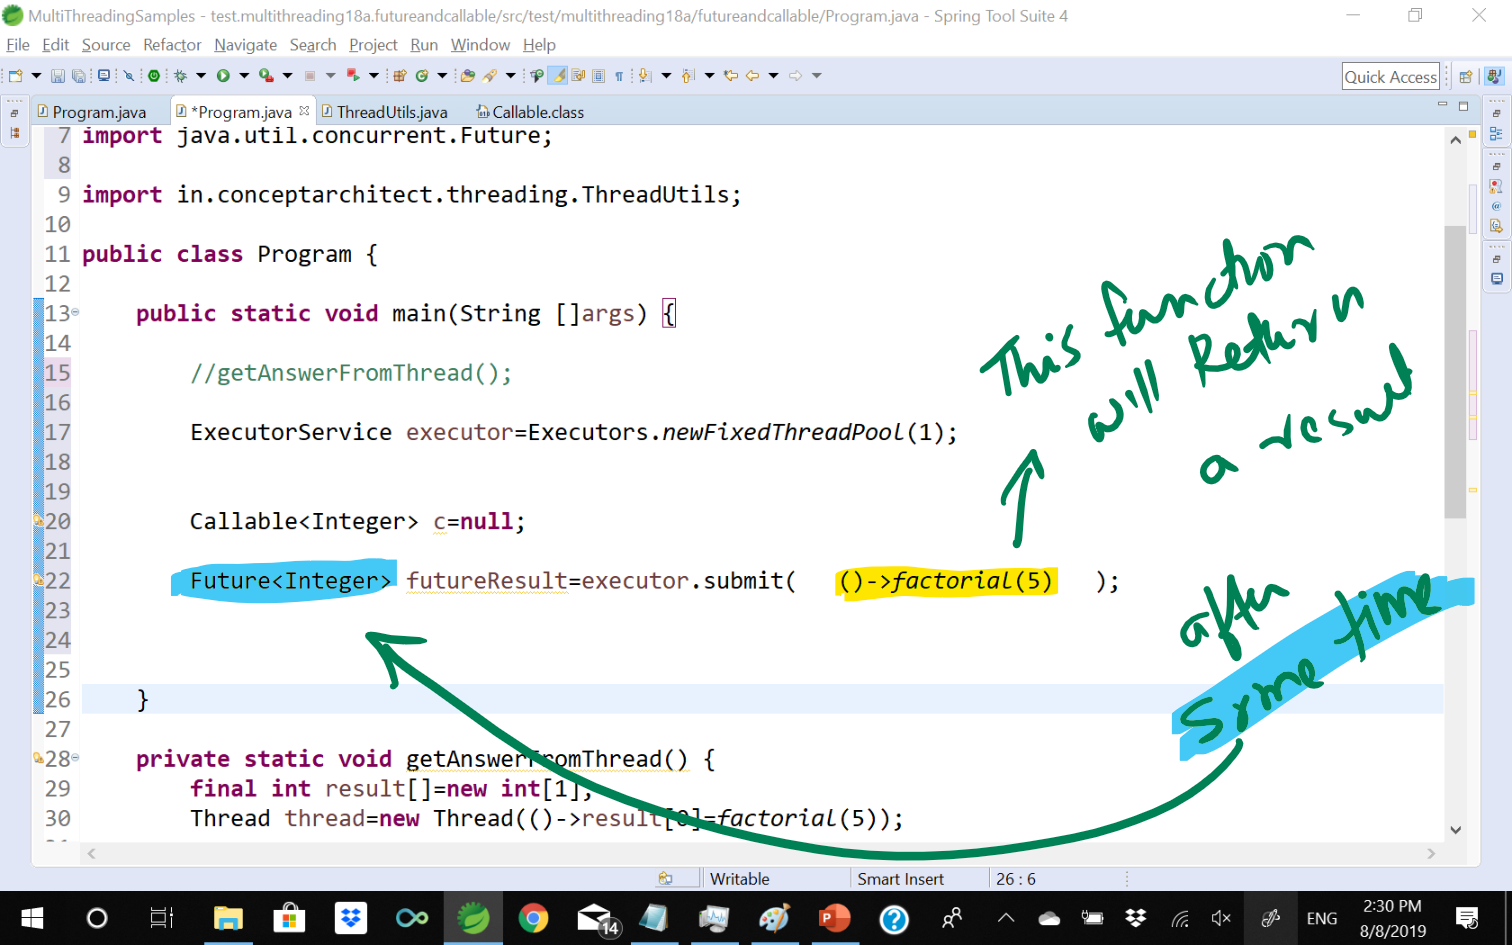 MultiThreadingSamples - test.multithreading18a.futureandcallable/src/test/multithreading18a/futureandcallable/Program.java - Spring Tool Suite 4
File Edit Source Refactor Navigate Search Project Run Window Help
Quick Access
Program.java *Program.java ThreadUtils.java Callable.class
7 import java.util.concurrent.Future;
8
9 import in.conceptarchitect.threading.ThreadUtils;
10
11 public class Program {
12
13 public static void main(String []args) {
14
15 //getAnswerFromThread();
16
17 ExecutorService executor=Executors.newFixedThreadPool(1);
18
19
20 Callable<Integer> c=null;
21
22 Future<Integer> futureResult=executor.submit( ()->factorial(5) );
23
24
25
26 }
27
28 private static void getAnswerFromThread() {
29 final int result[]=new int[1];
30 Thread thread=new Thread(()->result[0]=factorial(5));
This function
will Return
a result
after
Some time
Writable Smart Insert 26 : 6
14
ENG
2:30 PM
8/8/2019